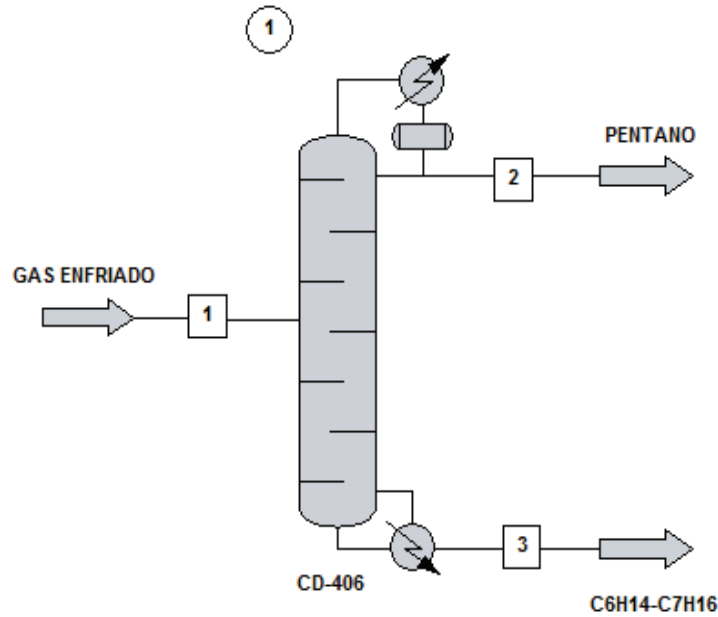 1
PENTANO
2
GAS ENFRIADO
1
3
CD-406
C6H14-C7H16